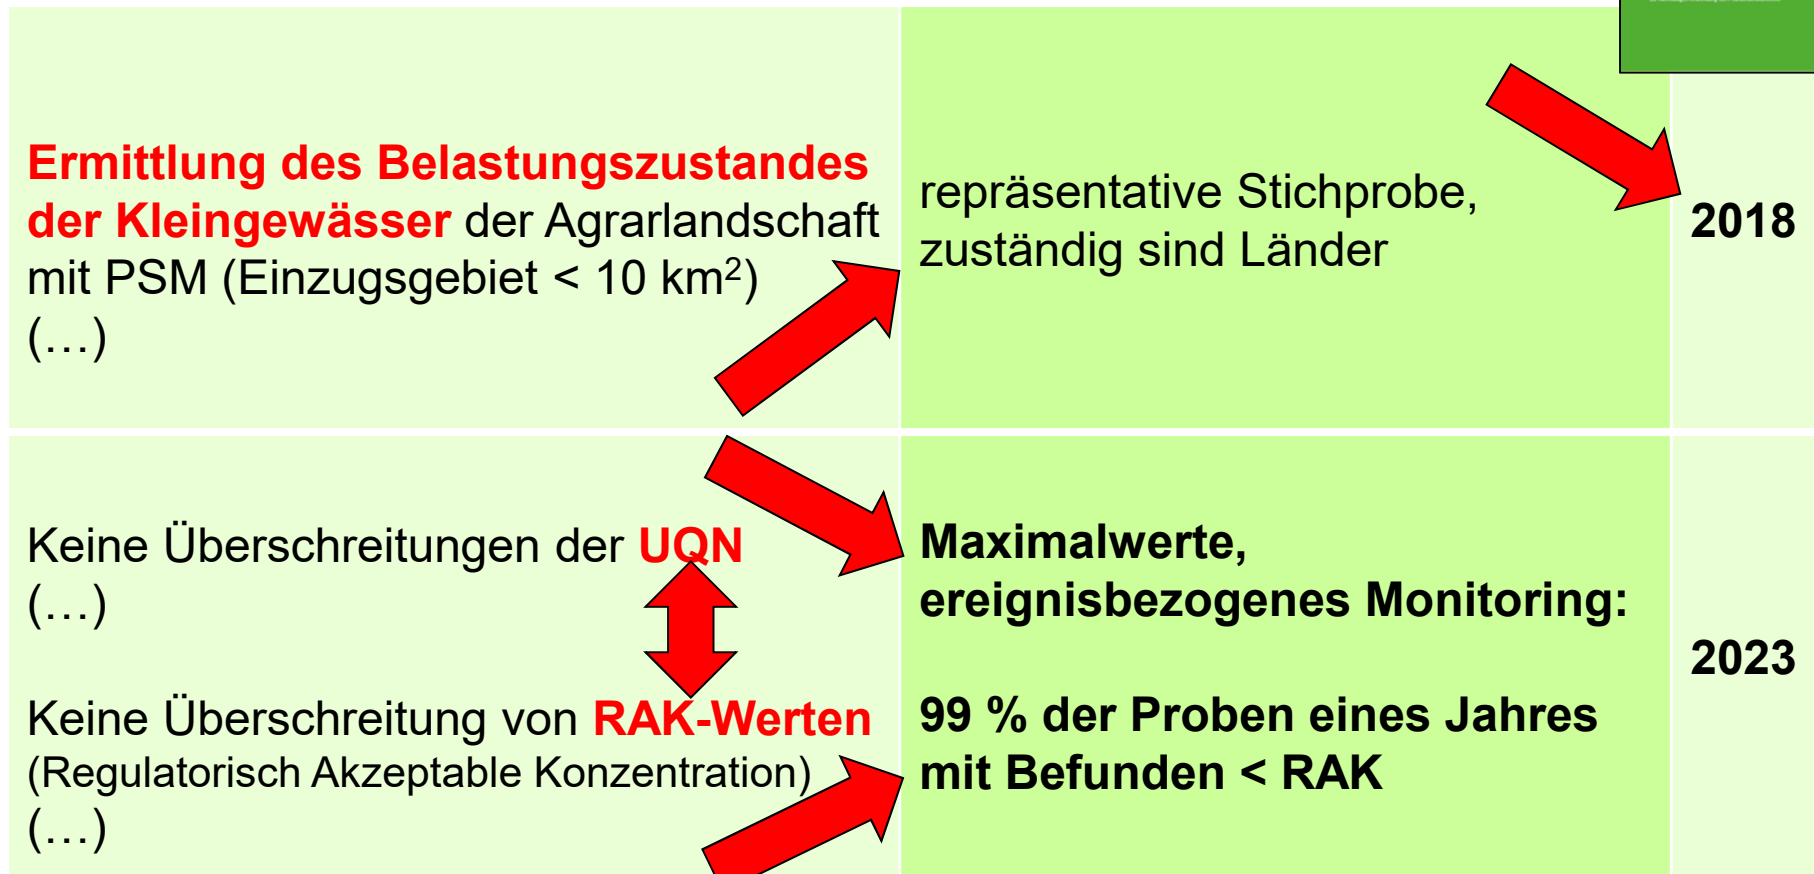 Ermittlung des Belastungszustandes
der Kleingewässer der Agrarlandschaft
mit PSM (Einzugsgebiet < 10 km²)
(…)
repräsentative Stichprobe,
zuständig sind Länder
2018
Keine Überschreitungen der UQN
(…)
Keine Überschreitung von RAK-Werten
(Regulatorisch Akzeptable Konzentration)
(…)
Maximalwerte,
ereignisbezogenes Monitoring:
99 % der Proben eines Jahres
mit Befunden < RAK
2023